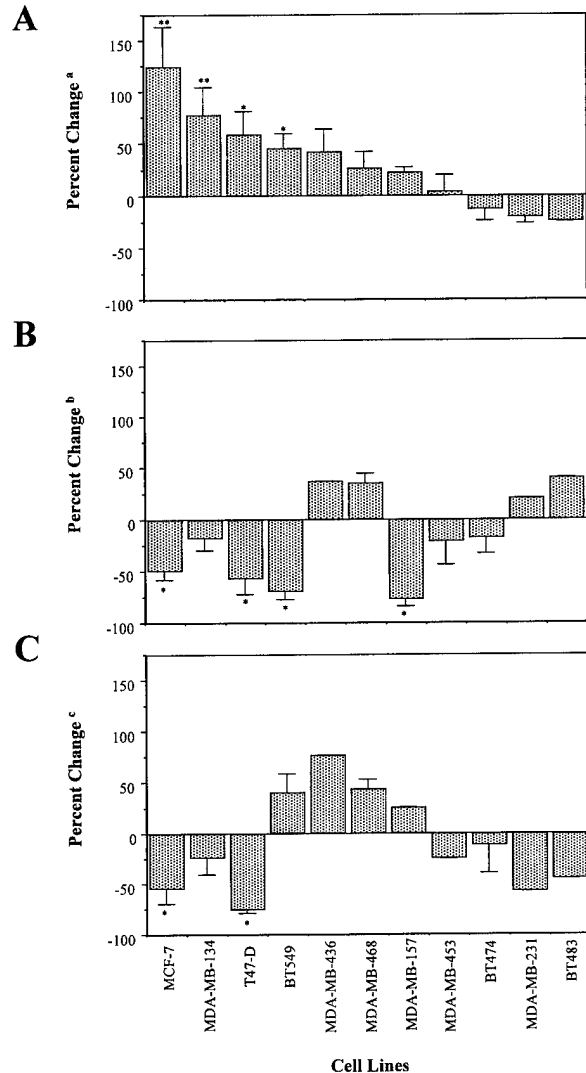 A
Percent Change a
150
100
50
0
-50
-100
** ** * *
B
Percent Change b
150
100
50
0
-50
-100
* * * *
C
Percent Change c
150
100
50
0
-50
-100
* *
MCF-7
MDA-MB-134
T47-D
BT549
MDA-MB-436
MDA-MB-468
MDA-MB-157
MDA-MB-453
BT474
MDA-MB-231
BT483
Cell Lines